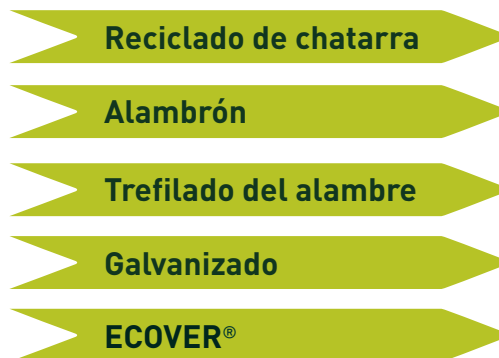 Reciclado de chatarra
Alambrón
Trefilado del alambre
Galvanizado
ECOVER®